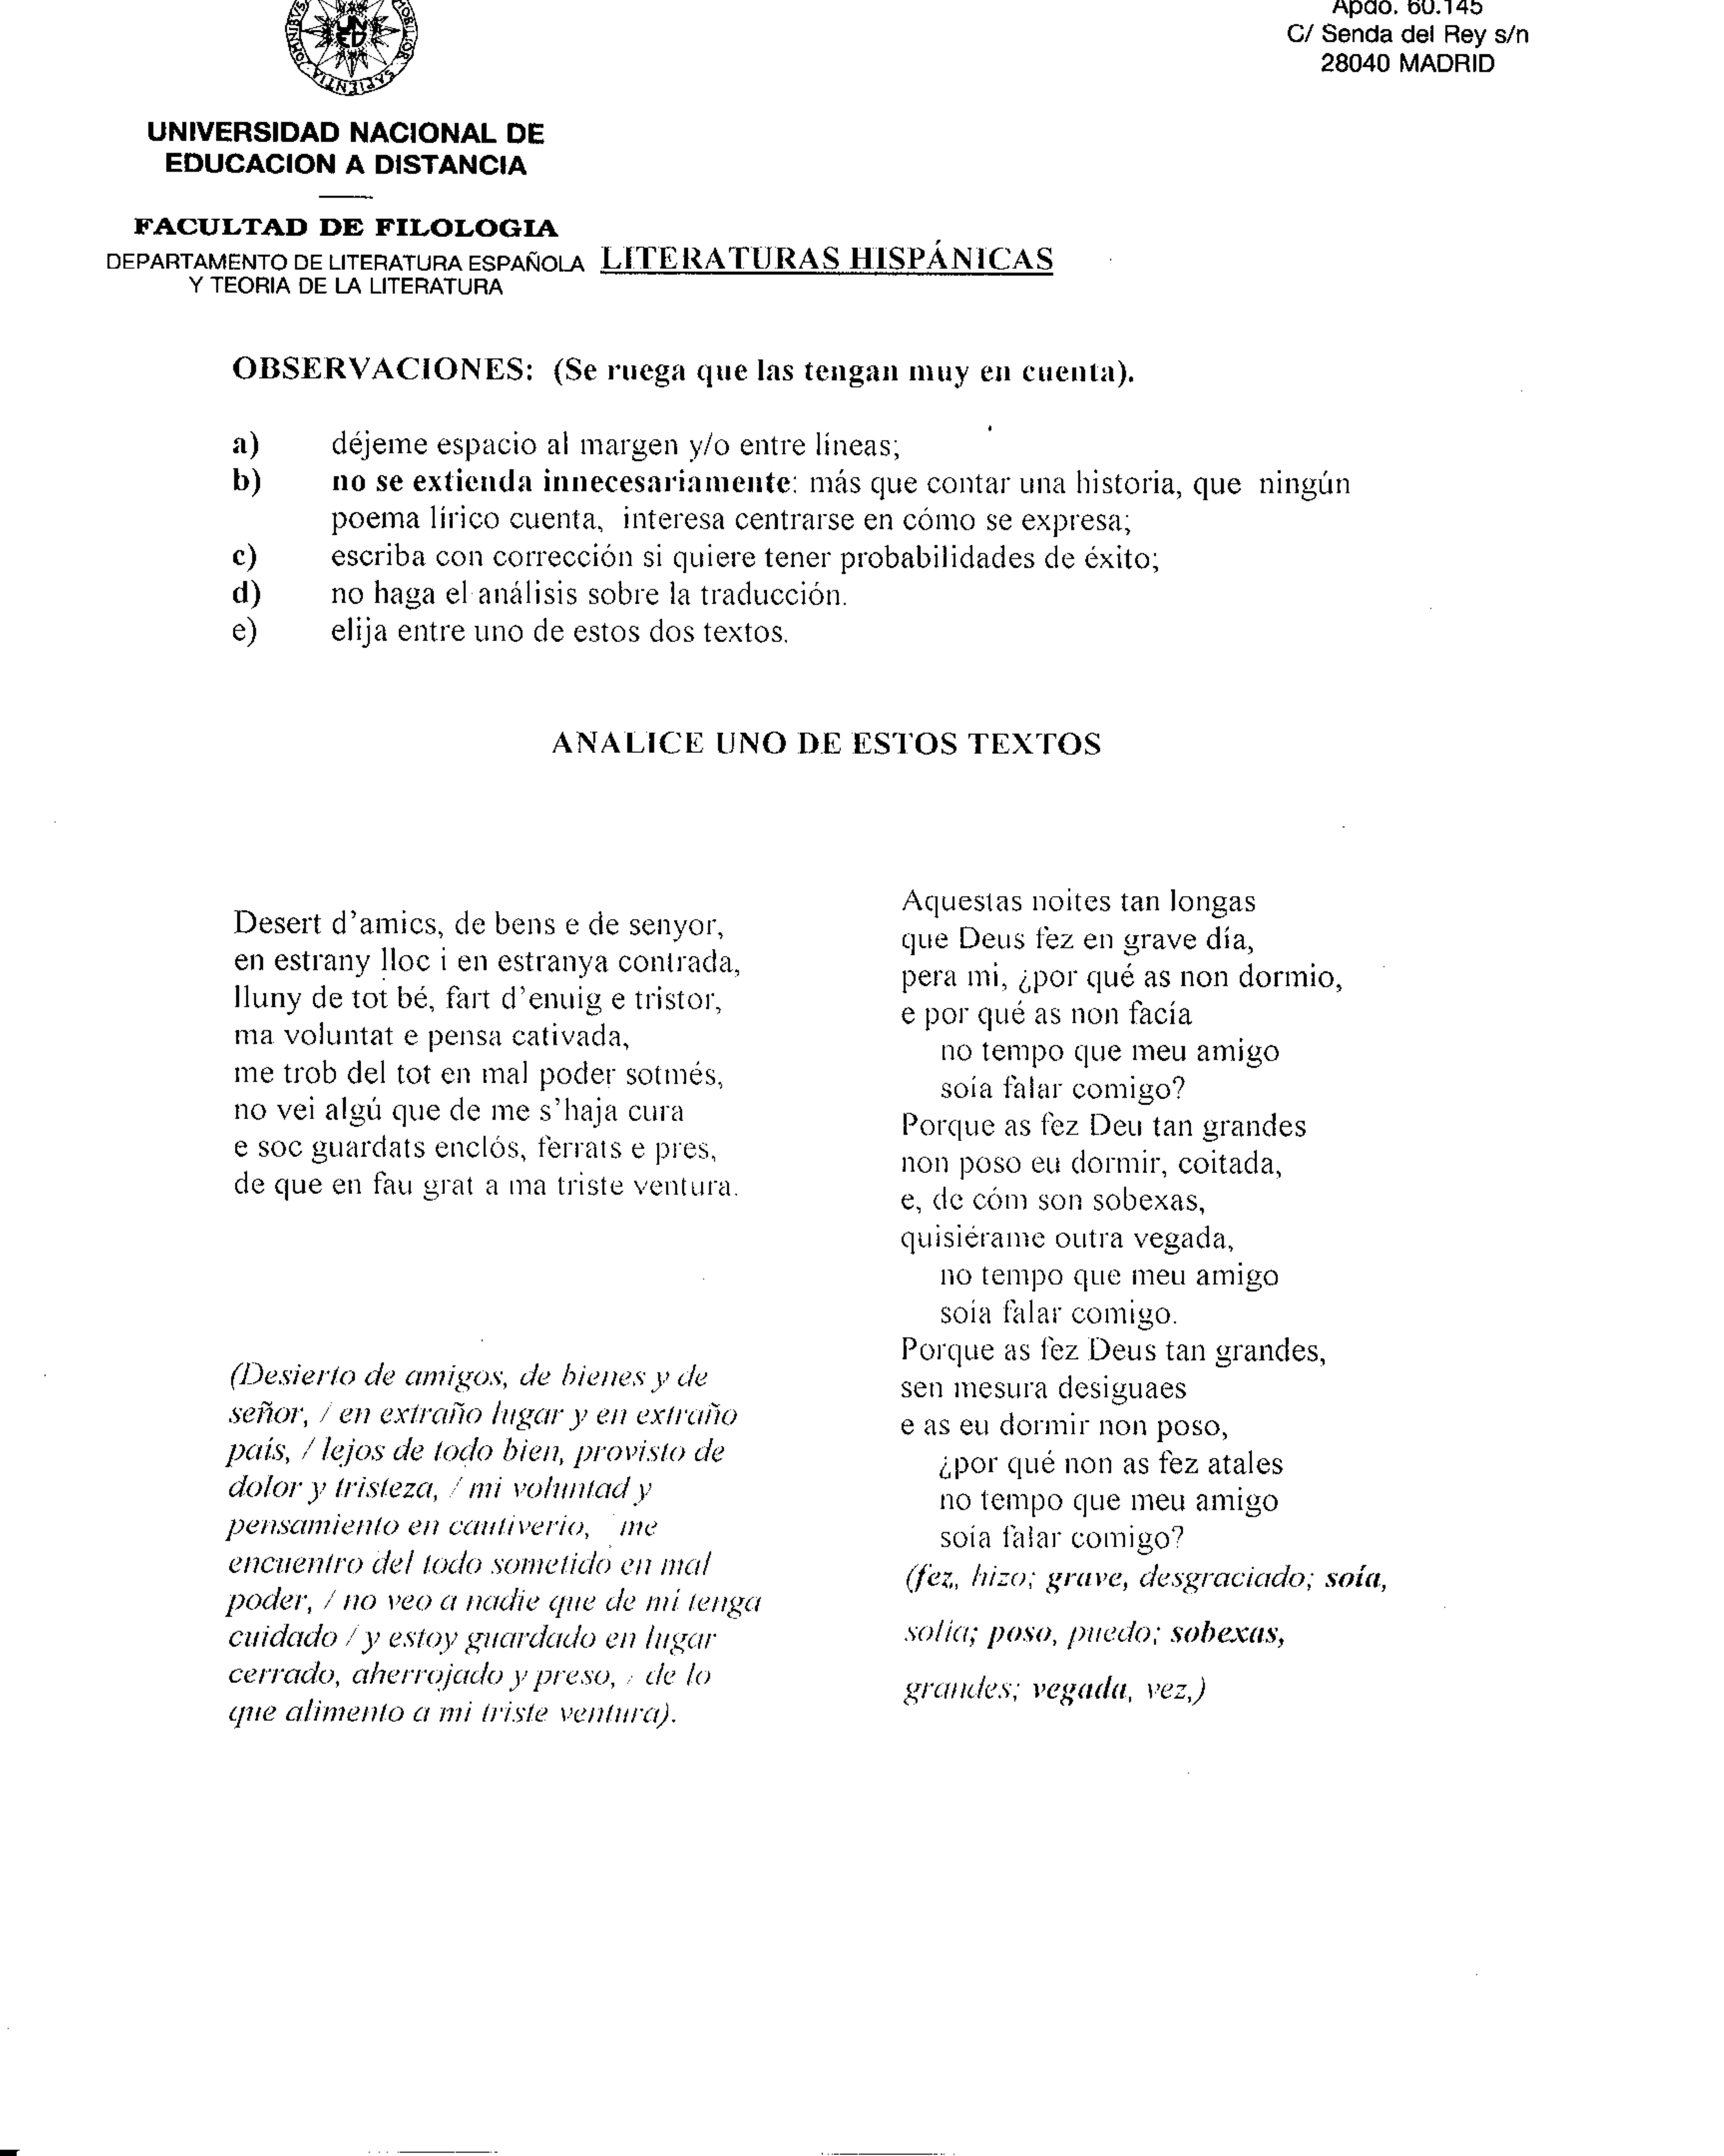 Apdo. 60.145
C/ Senda del Rey s/n
28040 MADRID
OMNIBVS MOBILIOR SAPIENTIA
UNED
UNIVERSIDAD NACIONAL DE
EDUCACION A DISTANCIA
FACULTAD DE FILOLOGIA
DEPARTAMENTO DE LITERATURA ESPAÑOLA
Y TEORIA DE LA LITERATURA
LITERATURAS HISPÁNICAS
OBSERVACIONES: (Se ruega que las tengan muy en cuenta).
a) déjeme espacio al margen y/o entre líneas;
b) no se extienda innecesariamente: más que contar una historia, que ningún
poema lírico cuenta, interesa centrarse en cómo se expresa;
c) escriba con corrección si quiere tener probabilidades de éxito;
d) no haga el análisis sobre la traducción.
e) elija entre uno de estos dos textos.
ANALICE UNO DE ESTOS TEXTOS
Desert d'amics, de bens e de senyor,
en estrany lloc i en estranya contrada,
lluny de tot bé, fart d'enuig e tristor,
ma voluntat e pensa cativada,
me trob del tot en mal poder sotmés,
no vei algú que de me s'haja cura
e soc guardats enclós, ferrats e pres,
de que en fau grat a ma triste ventura.
(Desierto de amigos, de bienes y de
señor, / en extraño lugar y en extraño
país, / lejos de todo bien, provisto de
dolor y tristeza, / mi voluntad y
pensamiento en cautiverio, me
encuentro del todo sometido en mal
poder, / no veo a nadie que de mí tenga
cuidado / y estoy guardado en lugar
cerrado, aherrojado y preso, / de lo
que alimento a mi triste ventura).
Aquestas noites tan longas
que Deus fez en grave día,
pera mi, ¿por qué as non dormio,
e por qué as non facía
no tempo que meu amigo
soía falar comigo?
Porque as fez Deu tan grandes
non poso eu dormir, coitada,
e, de cóm son sobexas,
quisiérame outra vegada,
no tempo que meu amigo
soia falar comigo.
Porque as fez Deus tan grandes,
sen mesura desiguaes
e as eu dormir non poso,
¿por qué non as fez atales
no tempo que meu amigo
soía falar comigo?
(fez, hizo; grave, desgraciado; soía,
solía; poso, puedo; sobexas,
grandes; vegada, vez,)